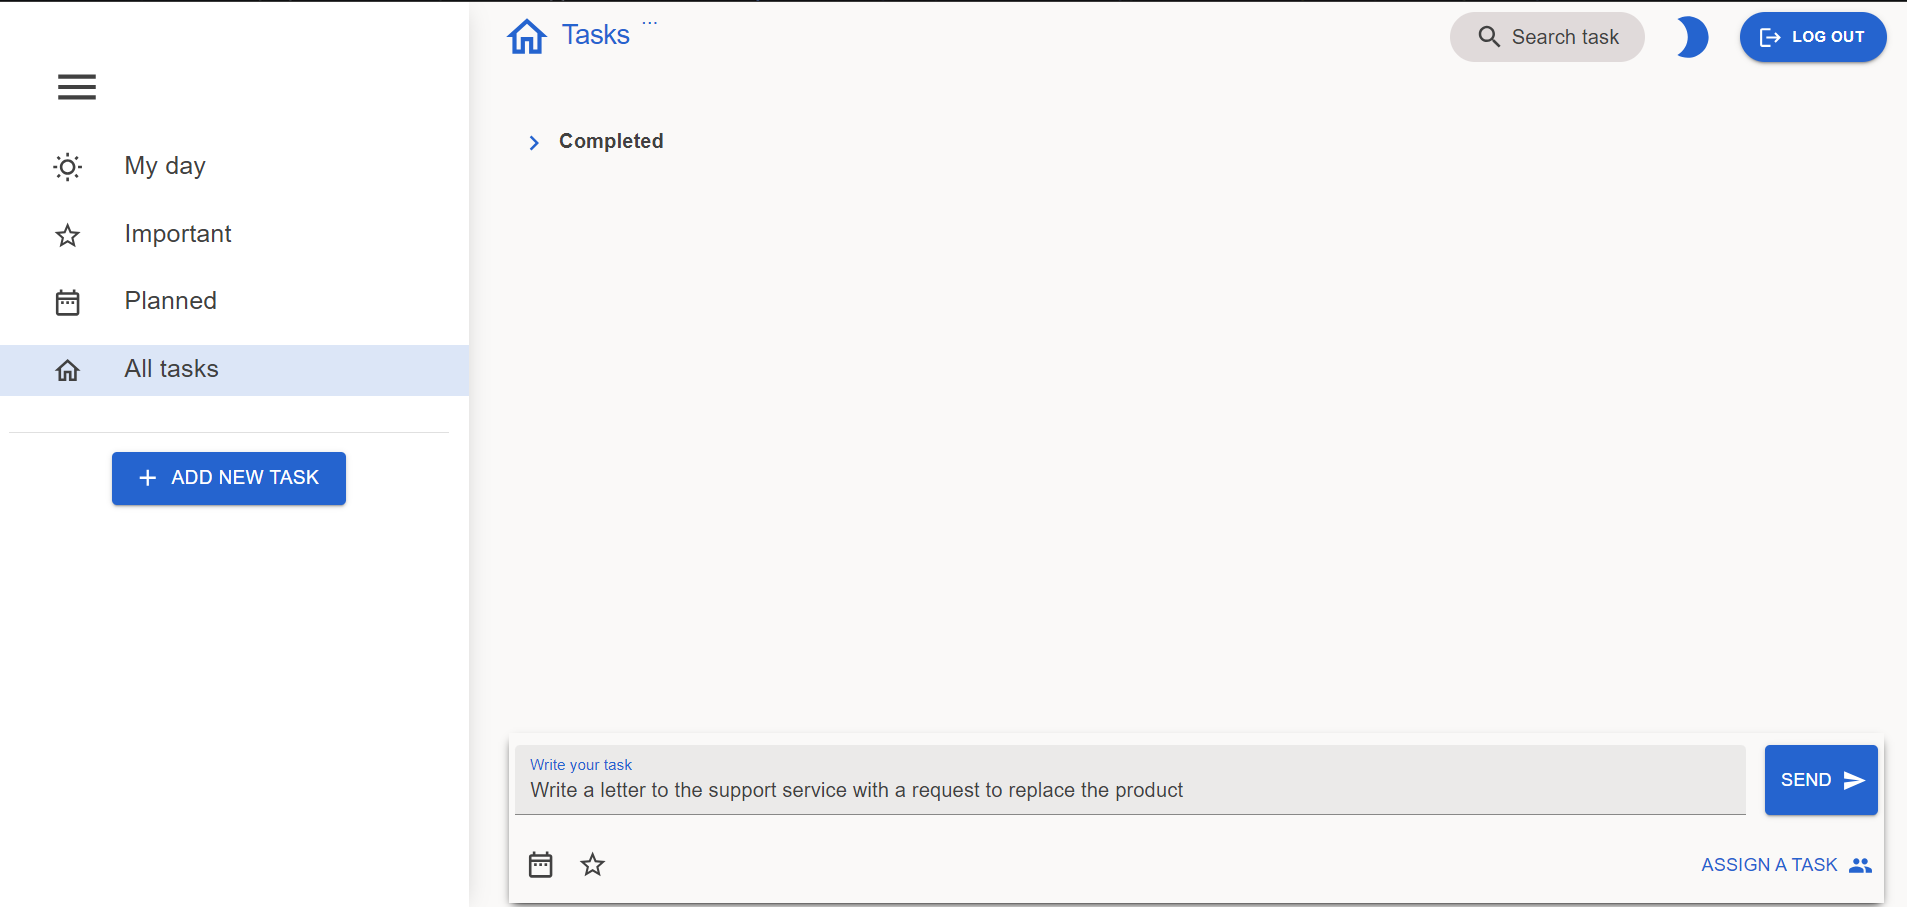 Tasks ...
Search task
LOG OUT
My day
Important
Planned
All tasks
ADD NEW TASK
Completed
Write your task
Write a letter to the support service with a request to replace the product
SEND
ASSIGN A TASK